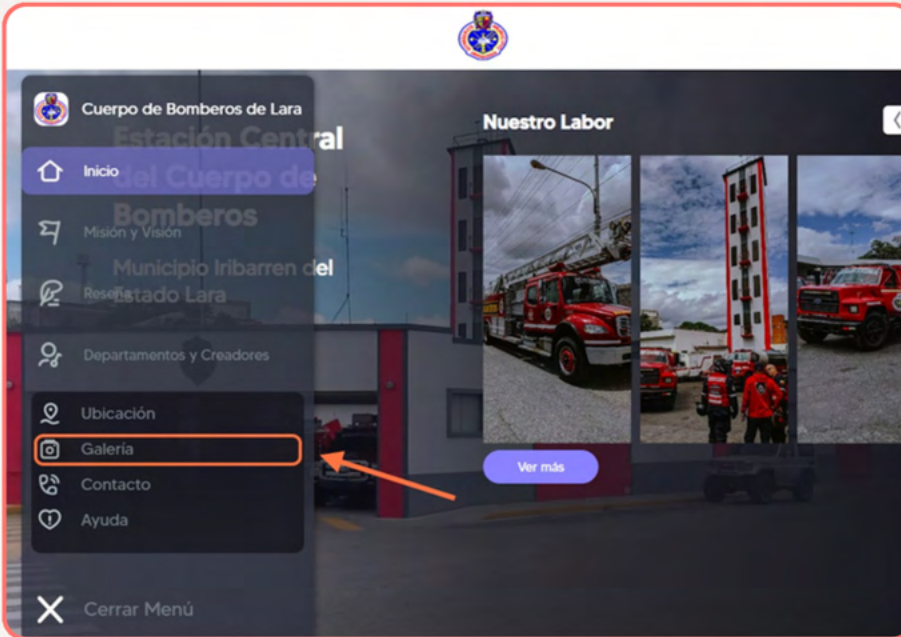 Cuerpo de Bomberos de Lara
Estación Central
del Cuerpo de
Bomberos
Municipio Iribarren del
Estado Lara
Inicio
Misión y Visión
Reseña
Departamentos y Creadores
Ubicación
Galería
Contacto
Ayuda
Cerrar Menú
Nuestro Labor
Ver más